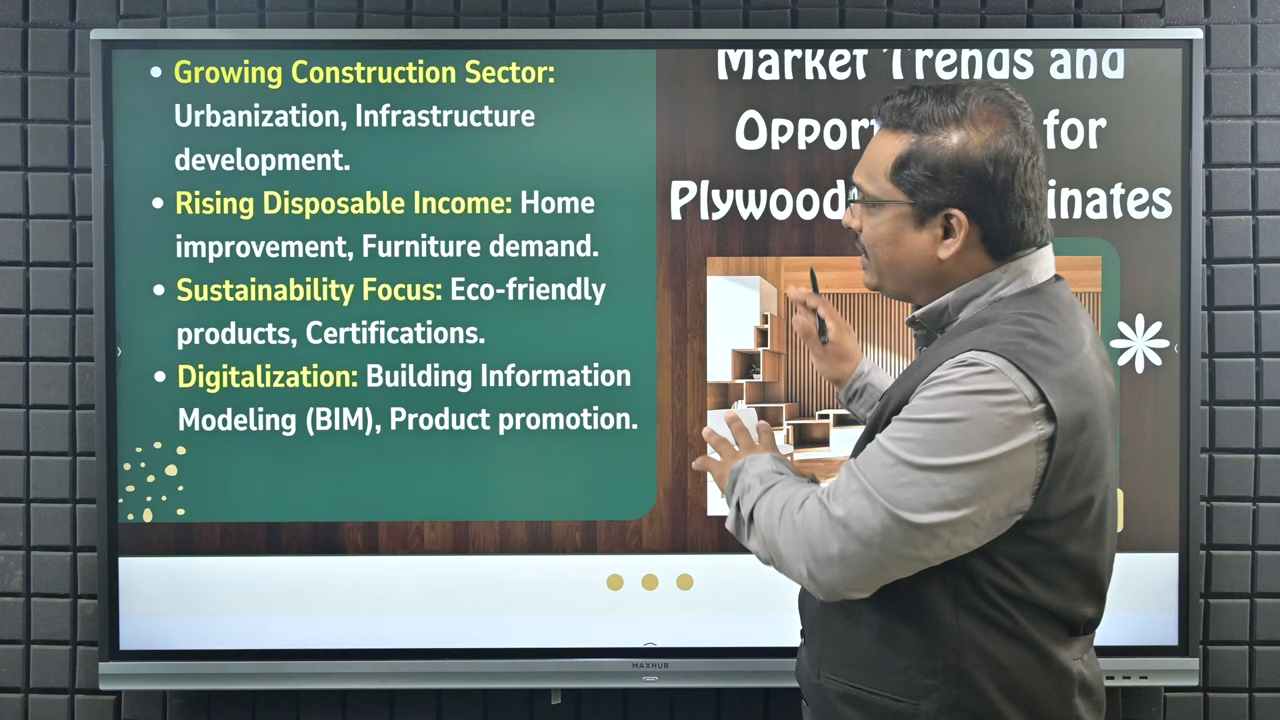 • Growing Construction Sector:
Urbanization, Infrastructure
development.
• Rising Disposable Income: Home
improvement, Furniture demand.
• Sustainability Focus: Eco-friendly
products, Certifications.
• Digitalization: Building Information
Modeling (BIM), Product promotion.
Market Trends and
for
Plywood
MAXHUB